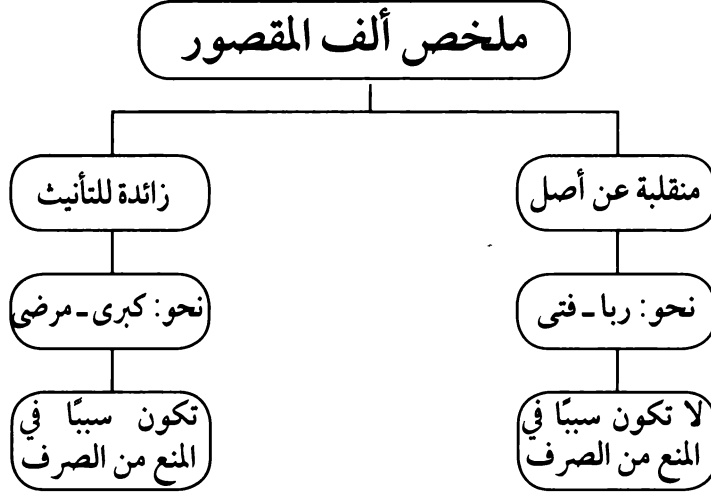 ملخص ألف المقصور
منقلبة عن أصل
زائدة للتأنيث
نحو: ربا - فتى
نحو: كبرى - مرضى
لا تكون سببًا في
المنع من الصرف
تكون سببًا في
المنع من الصرف